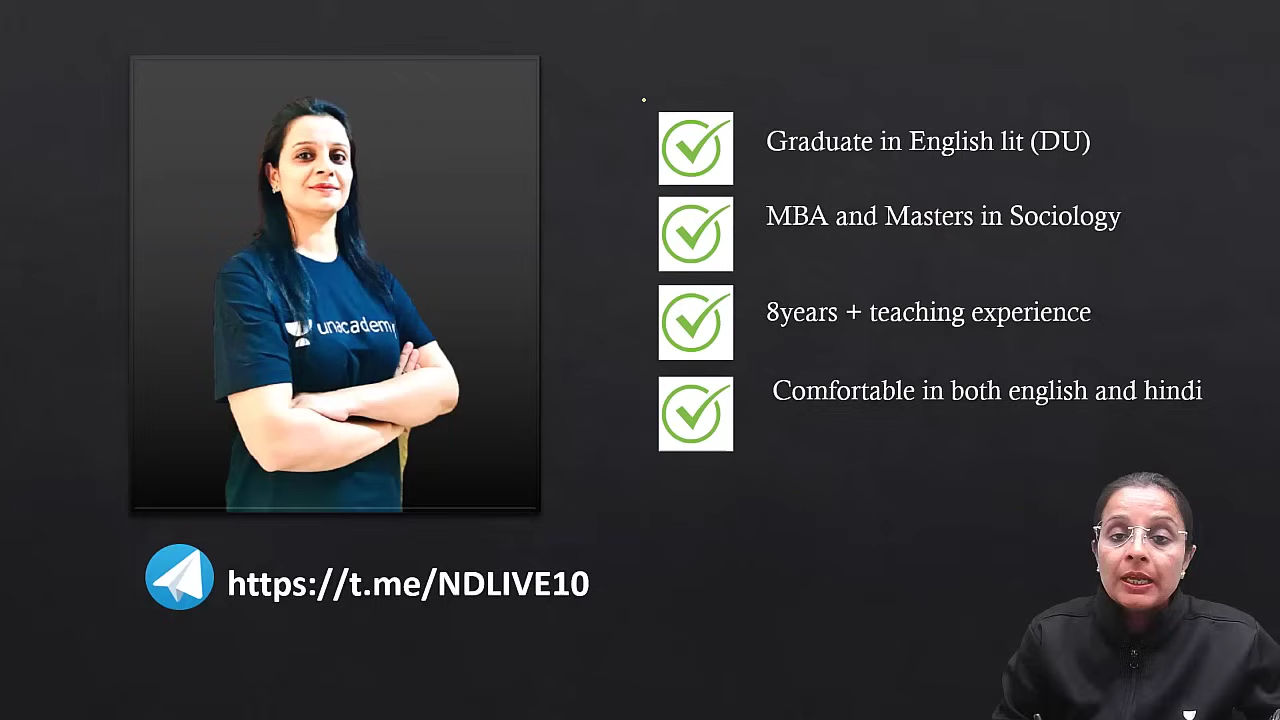 Graduate in English lit (DU)
MBA and Masters in Sociology
8years + teaching experience
Comfortable in both english and hindi
unacademy
https://t.me/NDLIVE10